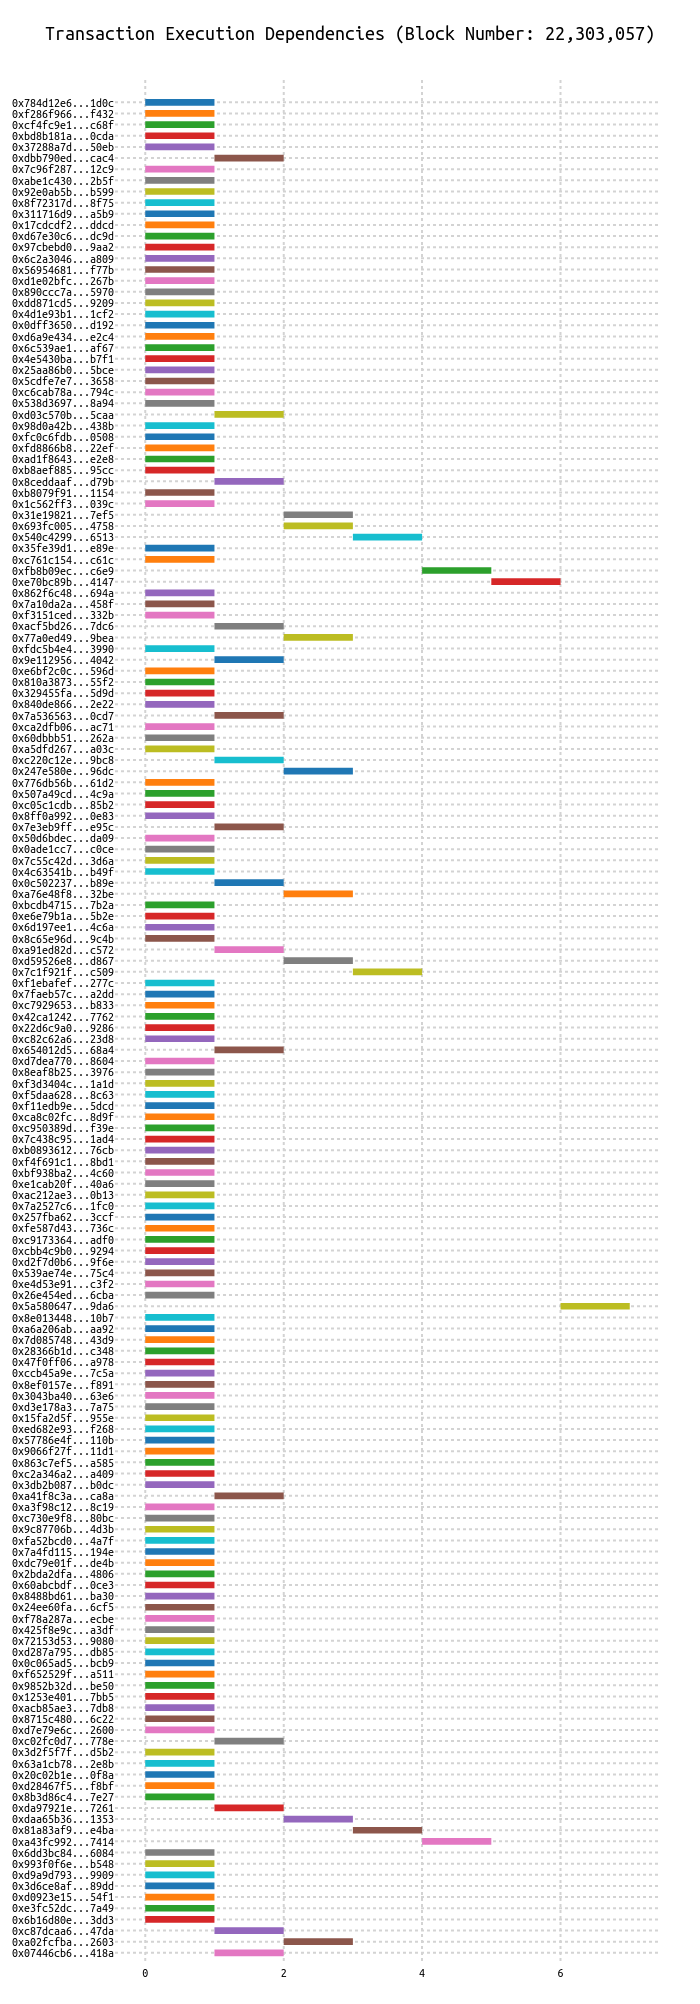 Transaction Execution Dependencies (Block Number: 22,303,057)
0x784d12e6...1d0c
0xf286f966...f432
0xcf4fc9e1...c68f
0xbd8b181a...0cda
0x37288a7d...50eb
0xdbb790ed...cac4
0x7c96f287...12c9
0xabe1c430...2b5f
0x92e0ab5b...b599
0x8f72317d...8f75
0x311716d9...a5b9
0x17cdcdf2...ddcd
0xd67e30c6...dc9d
0x97cbebd0...9aa2
0x6c2a3046...a809
0x56954681...f77b
0xd1e02bfc...267b
0x890ccc7a...5970
0xdd871cd5...9209
0x4d1e93b1...1cf2
0x0dff3650...d192
0xd6a9e434...e2c4
0x6c539ae1...af67
0x4e5430ba...b7f1
0x25aa86b0...5bce
0x5cdfe7e7...3658
0xc6cab78a...794c
0x538d3697...8a94
0xd03c570b...5caa
0x98d0a42b...438b
0xfc0c6fdb...0508
0xfd8866b8...22ef
0xad1f8643...e2e8
0xb8aef885...95cc
0x8ceddaaf...d79b
0xb8079f91...1154
0x1c562ff3...039c
0x31e19821...7ef5
0x693fc005...4758
0x540c4299...6513
0x35fe39d1...e89e
0xc761c154...c61c
0xfb8b09ec...c6e9
0xe70bc89b...4147
0x862f6c48...694a
0x7a10da2a...458f
0xf3151ced...332b
0xacf5bd26...7dc6
0x77a0ed49...9bea
0xfdc5b4e4...3990
0x9e112956...4042
0xe6bf2c0c...596d
0x810a3873...55f2
0x329455fa...5d9d
0x840de866...2e22
0x7a536563...0cd7
0xca2dfb06...ac71
0x60dbbb51...262a
0xa5dfd267...a03c
0xc220c12e...9bc8
0x247e580e...96dc
0x776db56b...61d2
0x507a49cd...4c9a
0xc05c1cdb...85b2
0x8ff0a992...0e83
0x7e3eb9ff...e95c
0x50d6bdec...da09
0x0ade1cc7...c0ce
0x7c55c42d...3d6a
0x4c63541b...b49f
0x0c502237...b89e
0xa76e48f8...32be
0xbcdb4715...7b2a
0xe6e79b1a...5b2e
0x6d197ee1...4c6a
0x8c65e96d...9c4b
0xa91ed82d...c572
0xd59526e8...d867
0x7c1f921f...c509
0xf1ebafef...277c
0x7faeb57c...a2dd
0xc7929653...b833
0x42ca1242...7762
0x22d6c9a0...9286
0xc82c62a6...23d8
0x654012d5...68a4
0xd7dea770...8604
0x8eaf8b25...3976
0xf3d3404c...1a1d
0xf5daa628...8c63
0xf11edb9e...5dcd
0xca8c02fc...8d9f
0xc950389d...f39e
0x7c438c95...1ad4
0xb0893612...76cb
0xf4f691c1...8bd1
0xbf938ba2...4c60
0xe1cab20f...40a6
0xac212ae3...0b13
0x7a2527c6...1fc0
0x257fba62...3ccf
0xfe587d43...736c
0xc9173364...adf0
0xcbb4c9b0...9294
0xd2f7d0b6...9f6e
0x539ae74e...75c4
0xe4d53e91...c3f2
0x26e454ed...6cba
0x5a580647...9da6
0x8e013448...10b7
0xa6a206ab...aa92
0x7d085748...43d9
0x28366b1d...c348
0x47f0ff06...a978
0xccb45a9e...7c5a
0x8ef0157e...f891
0x3043ba40...63e6
0xd3e178a3...7a75
0x15fa2d5f...955e
0xed682e93...f268
0x57786e4f...110b
0x9066f27f...11d1
0x863c7ef5...a585
0xc2a346a2...a409
0x3db2b087...b0dc
0xa41f8c3a...ca8a
0xa3f98c12...8c19
0xc730e9f8...80bc
0x9c87706b...4d3b
0xfa52bcd0...4a7f
0x7a4fd115...194e
0xdc79e01f...de4b
0x2bda2dfa...4806
0x60abcbdf...0ce3
0x8488bd61...ba30
0x24ee60fa...6cf5
0xf78a287a...ecbe
0x425f8e9c...a3df
0x72153d53...9080
0xd287a795...db85
0x0c065ad5...bcb9
0xf652529f...a511
0x9852b32d...be50
0x1253e401...7bb5
0xacb85ae3...7db8
0x8715c480...6c22
0xd7e79e6c...2600
0xc02fc0d7...778e
0x3d2f5f7f...d5b2
0x63a1cb78...2e8b
0x20c02b1e...0f8a
0xd28467f5...f8bf
0x8b3d86c4...7e27
0xda97921e...7261
0xdaa65b36...1353
0x81a83af9...e4ba
0xa43fc992...7414
0x6dd3bc84...6084
0x993f0f6e...b548
0xd9a9d793...9909
0x3d6ce8af...89dd
0xd0923e15...54f1
0xe3fc52dc...7a49
0x6b16d80e...3dd3
0xc87dcaa6...47da
0xa02fcfba...2603
0x07446cb6...418a
0 2 4 6